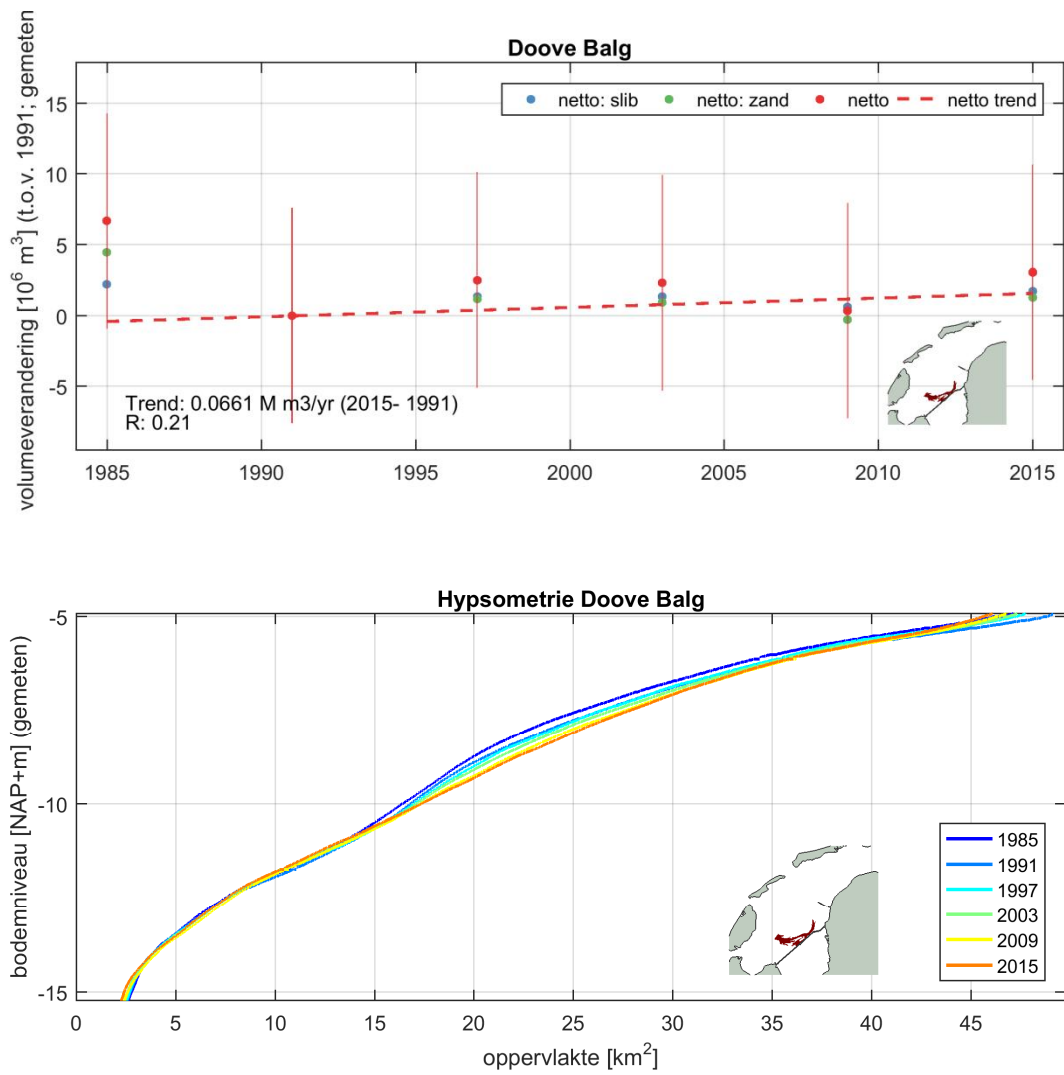 Doove Balg
volumeverandering [10⁶ m³] (t.o.v. 1991; gemeten
netto: slib
netto: zand
netto
netto trend
15
10
5
0
-5
Trend: 0.0661 M m3/yr (2015- 1991)
R: 0.21
1985
1990
1995
2000
2005
2010
2015
Hypsometrie Doove Balg
bodemniveau [NAP+m] (gemeten)
-5
-10
-15
1985
1991
1997
2003
2009
2015
0
5
10
15
20
25
30
35
40
45
oppervlakte [km²]